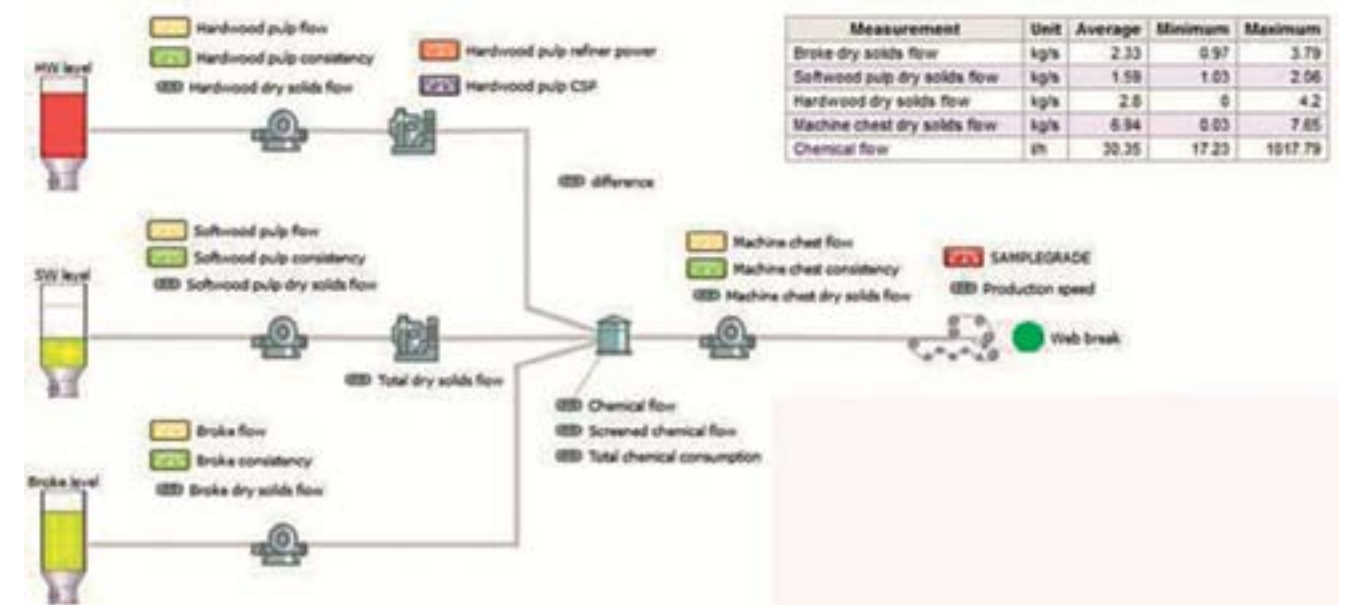 Hardwood pulp flow
Hardwood pulp consistency
Hardwood dry solids flow
Hardwood pulp refiner power
Hardwood pulp CSF
HW level
Measurement Unit Average Minimum Maximum
Broke dry solids flow kg/s 2.33 0.97 3.79
Softwood pulp dry solids flow kg/s 1.59 1.03 2.06
Hardwood dry solids flow kg/s 2.8 0 4.2
Machine chest dry solids flow kg/s 6.94 0.03 7.65
Chemical flow l/h 30.35 17.23 1017.79
difference
Softwood pulp flow
Softwood pulp consistency
Softwood pulp dry solids flow
SW level
Machine chest flow
Machine chest consistency
Machine chest dry solids flow
SAMPLEGRADE
Production speed
Web break
Total dry solids flow
Chemical flow
Screened chemical flow
Total chemical consumption
Broke flow
Broke consistency
Broke dry solids flow
Broke level